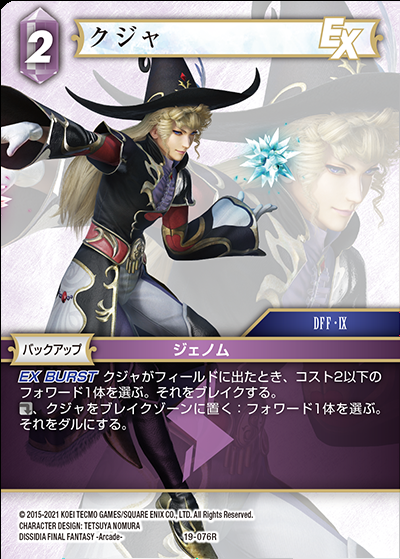 2
クジャ
EX
DFF・IX
バックアップ
ジェノム
EX BURST クジャがフィールドに出たとき、コスト2以下の
フォワード1体を選ぶ。それをブレイクする。
、クジャをブレイクゾーンに置く：フォワード1体を選ぶ。
それをダルにする。
© 2015-2021 KOEI TECMO GAMES/SQUARE ENIX CO., LTD. All Rights Reserved.
CHARACTER DESIGN: TETSUYA NOMURA
DISSIDIA FINAL FANTASY -Arcade-
19-076R